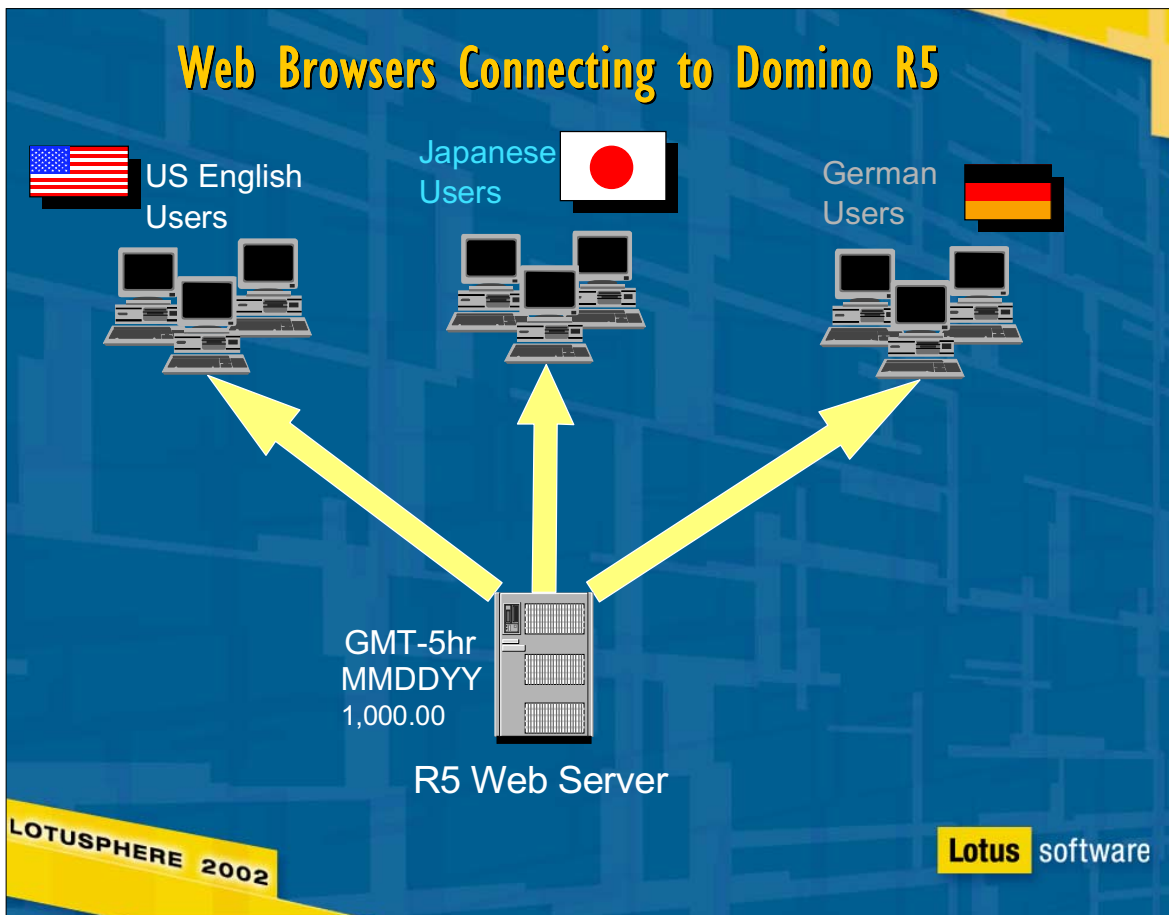 Web Browsers Connecting to Domino R5
US English
Users
Japanese
Users
German
Users
GMT-5hr
MMDDYY
1,000.00
R5 Web Server
LOTUSPHERE 2002
Lotus software